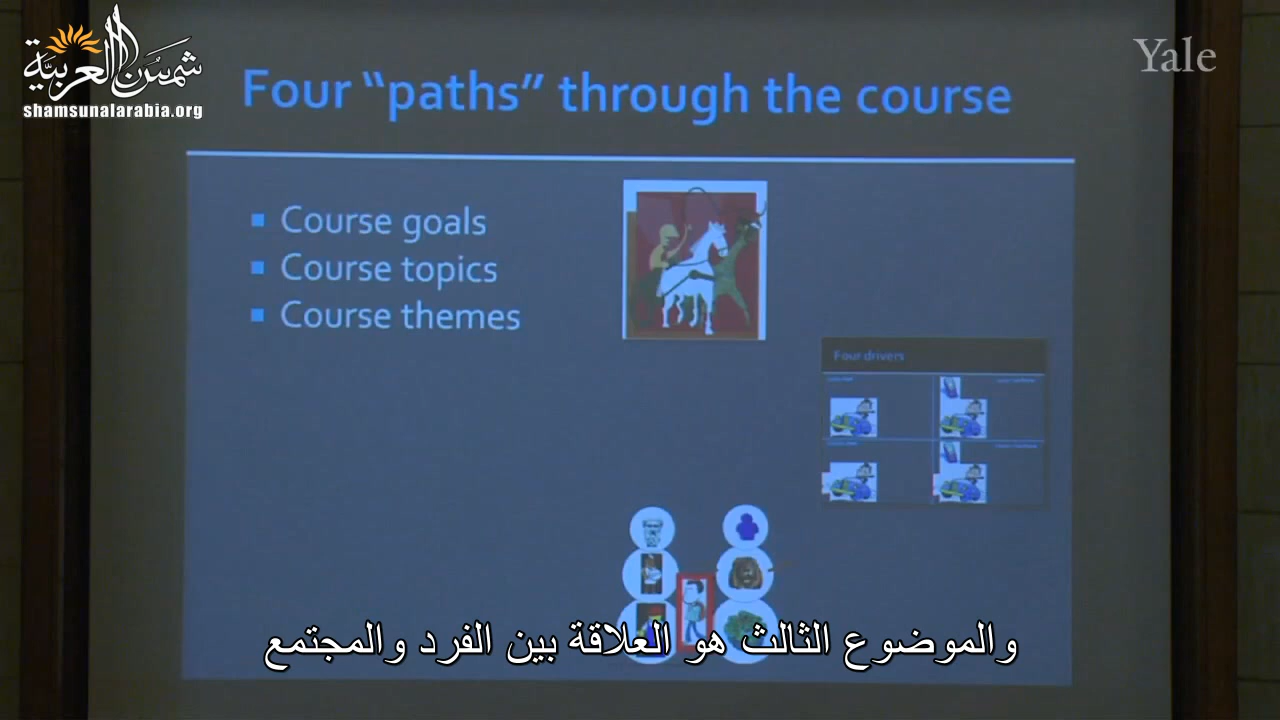 شمس العربية
shamsunalarabia.org
Yale
Four “paths” through the course
Course goals
Course topics
Course themes
Four drivers
والموضوع الثالث هو العلاقة بين الفرد والمجتمع